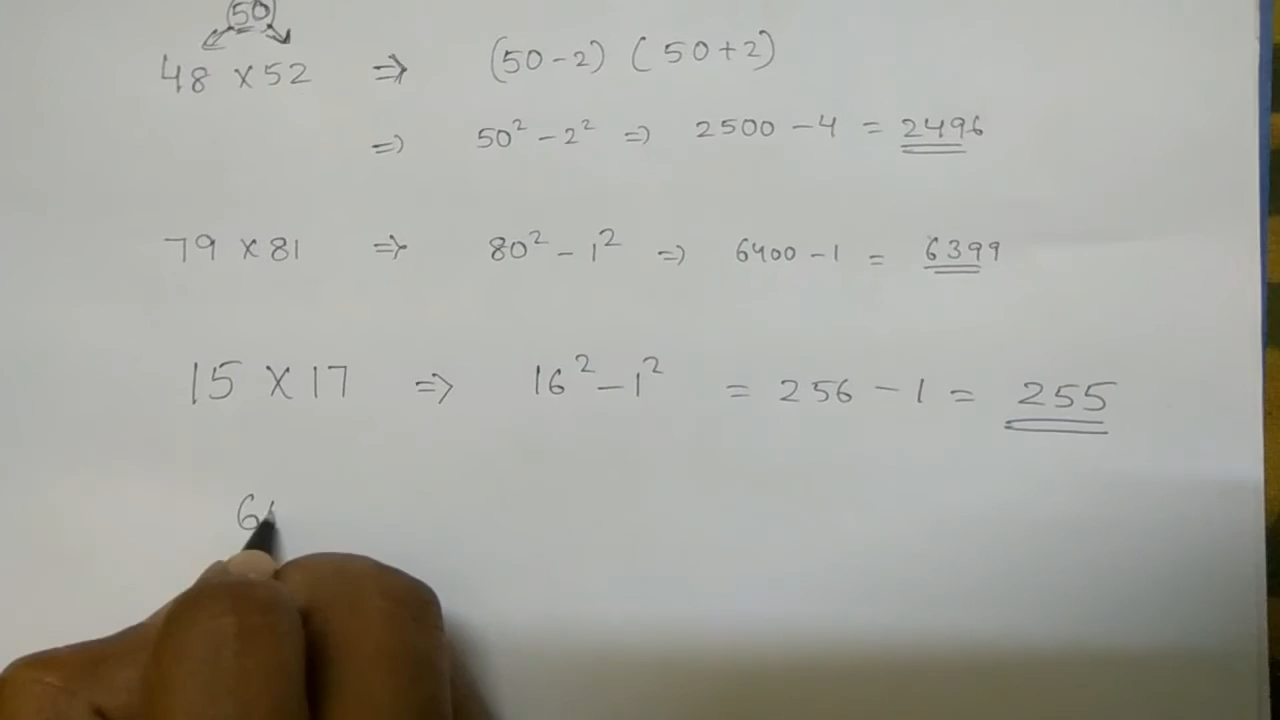 50
48 × 52 ⇒ (50 - 2) (50 + 2)
⇒ 50² - 2² ⇒ 2500 - 4 = 2496
79 × 81 ⇒ 80² - 1² ⇒ 6400 - 1 = 6399
15 × 17 ⇒ 16² - 1² = 256 - 1 = 255
6